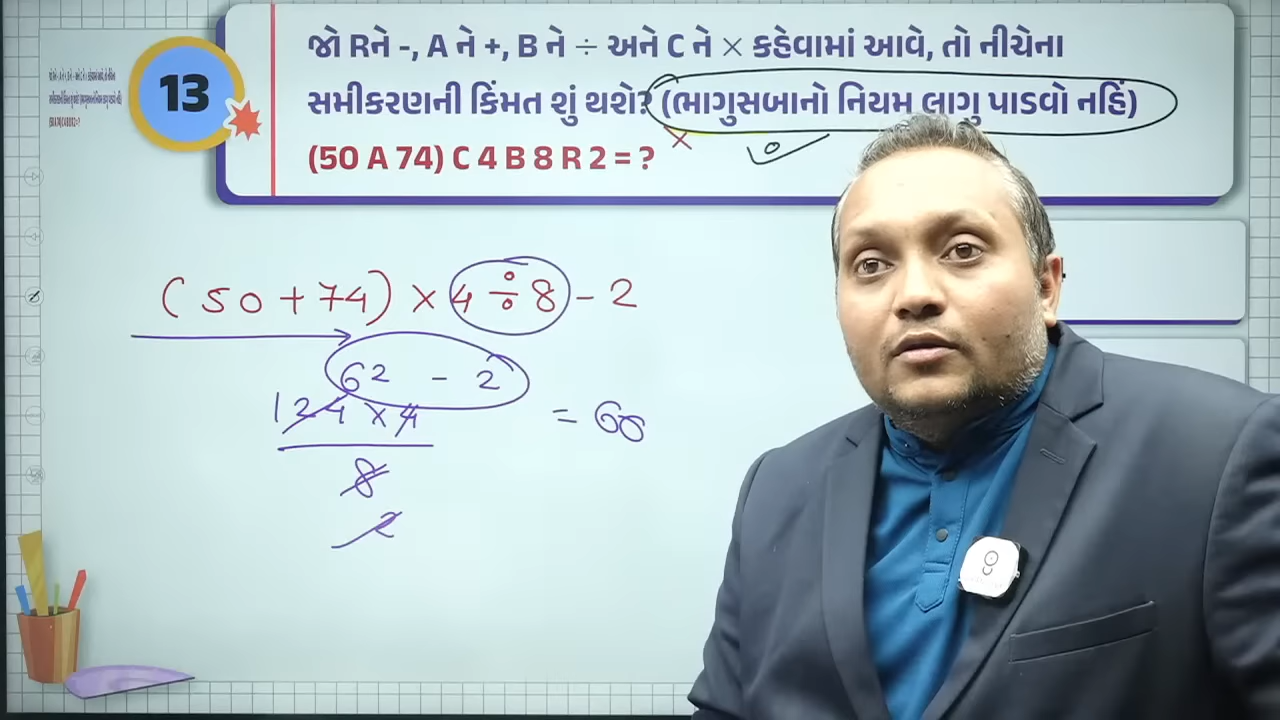 13
જો Rને -, A ને +, B ને ÷ અને C ને × કહેવામાં આવે, તો નીચેના
સમીકરણની કિંમત શું થશે? (ભાગુસબાનો નિયમ લાગુ પાડવો નહિં)
(50 A 74) C 4 B 8 R 2 = ?
(50 + 74) × 4 ÷ 8 - 2
62 - 2
124 × 4
= 60
8
2